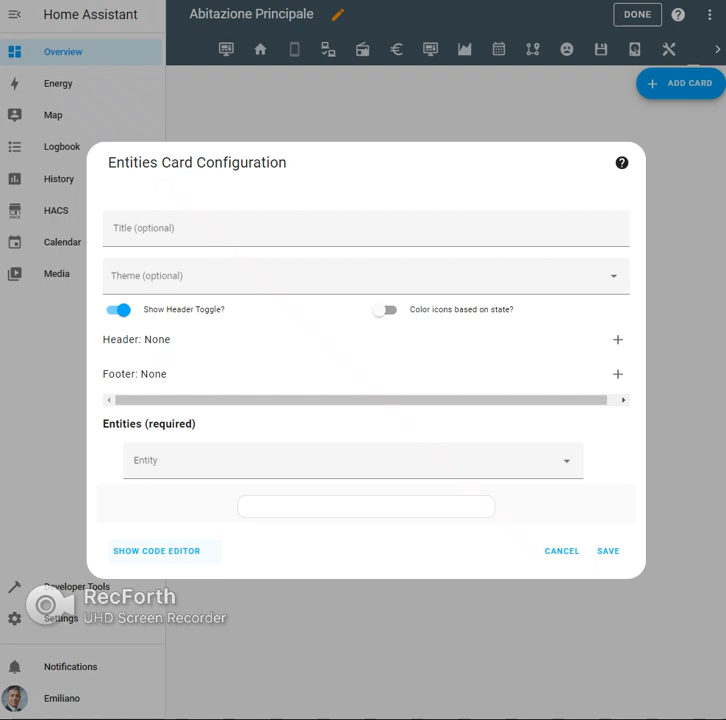 Home Assistant
Abitazione Principale
DONE
Overview
ADD CARD
Energy
Map
Logbook
History
HACS
Calendar
Media
Entities Card Configuration
Title (optional)
Theme (optional)
Show Header Toggle?
Color icons based on state?
Header: None
Footer: None
Entities (required)
Entity
SHOW CODE EDITOR
CANCEL
SAVE
Developer Tools
RecForth
Settings
UHD Screen Recorder
Notifications
Emiliano